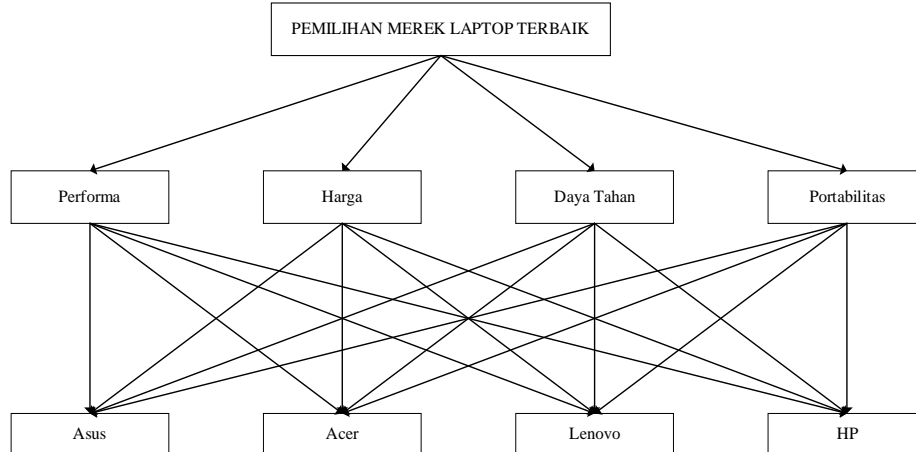 PEMILIHAN MEREK LAPTOP TERBAIK
Performa
Harga
Daya Tahan
Portabilitas
Asus
Acer
Lenovo
HP